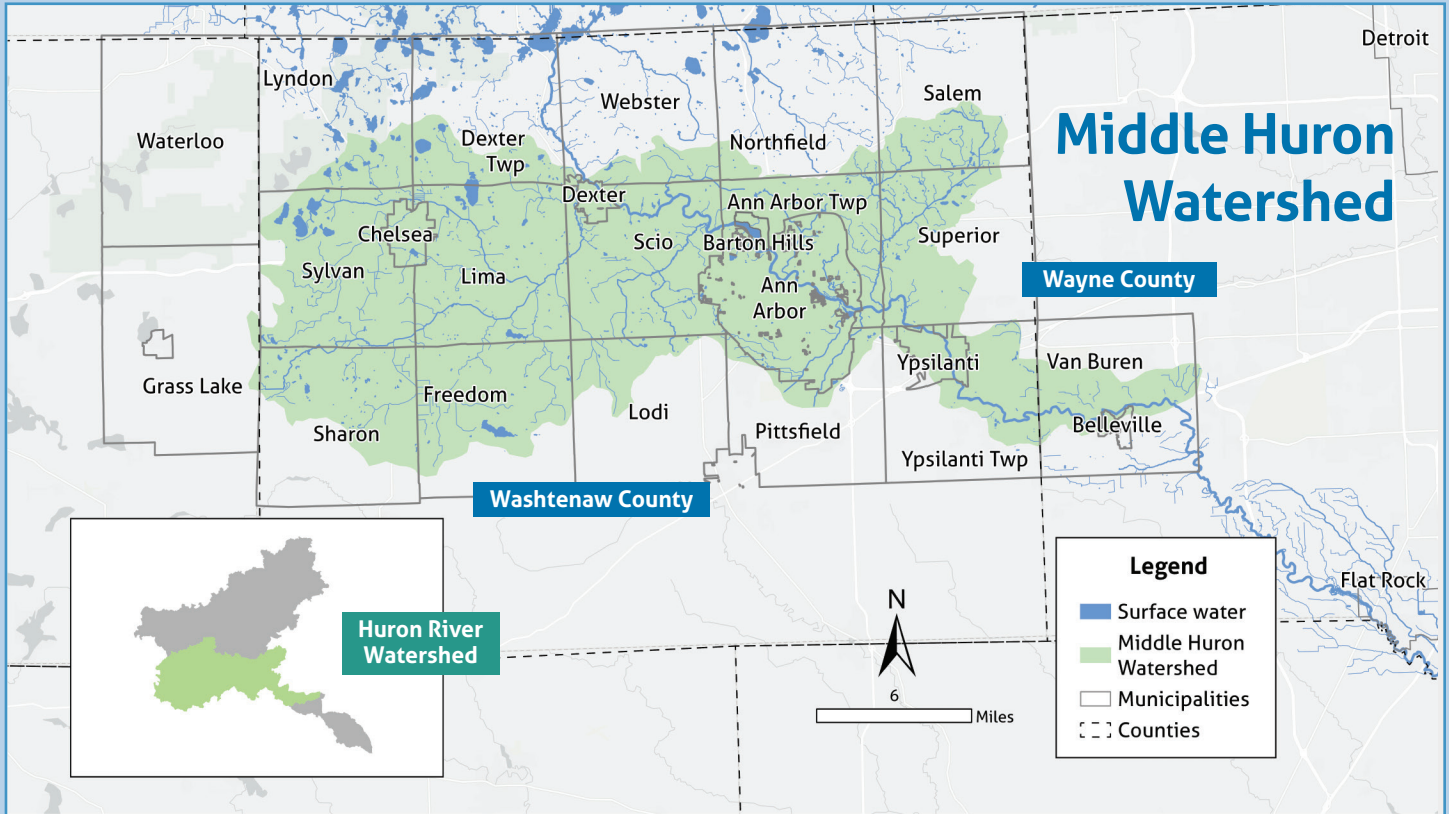 Detroit
Lyndon
Webster
Salem
Middle Huron
Watershed
Waterloo
Dexter
Twp
Northfield
Dexter
Ann Arbor Twp
Chelsea
Scio
Barton Hills
Superior
Sylvan
Lima
Ann
Arbor
Wayne County
Grass Lake
Freedom
Ypsilanti
Van Buren
Lodi
Sharon
Pittsfield
Belleville
Ypsilanti Twp
Washtenaw County
Huron River
Watershed
N
6
Miles
Legend
Surface water
Middle Huron
Watershed
Municipalities
Counties
Flat Rock